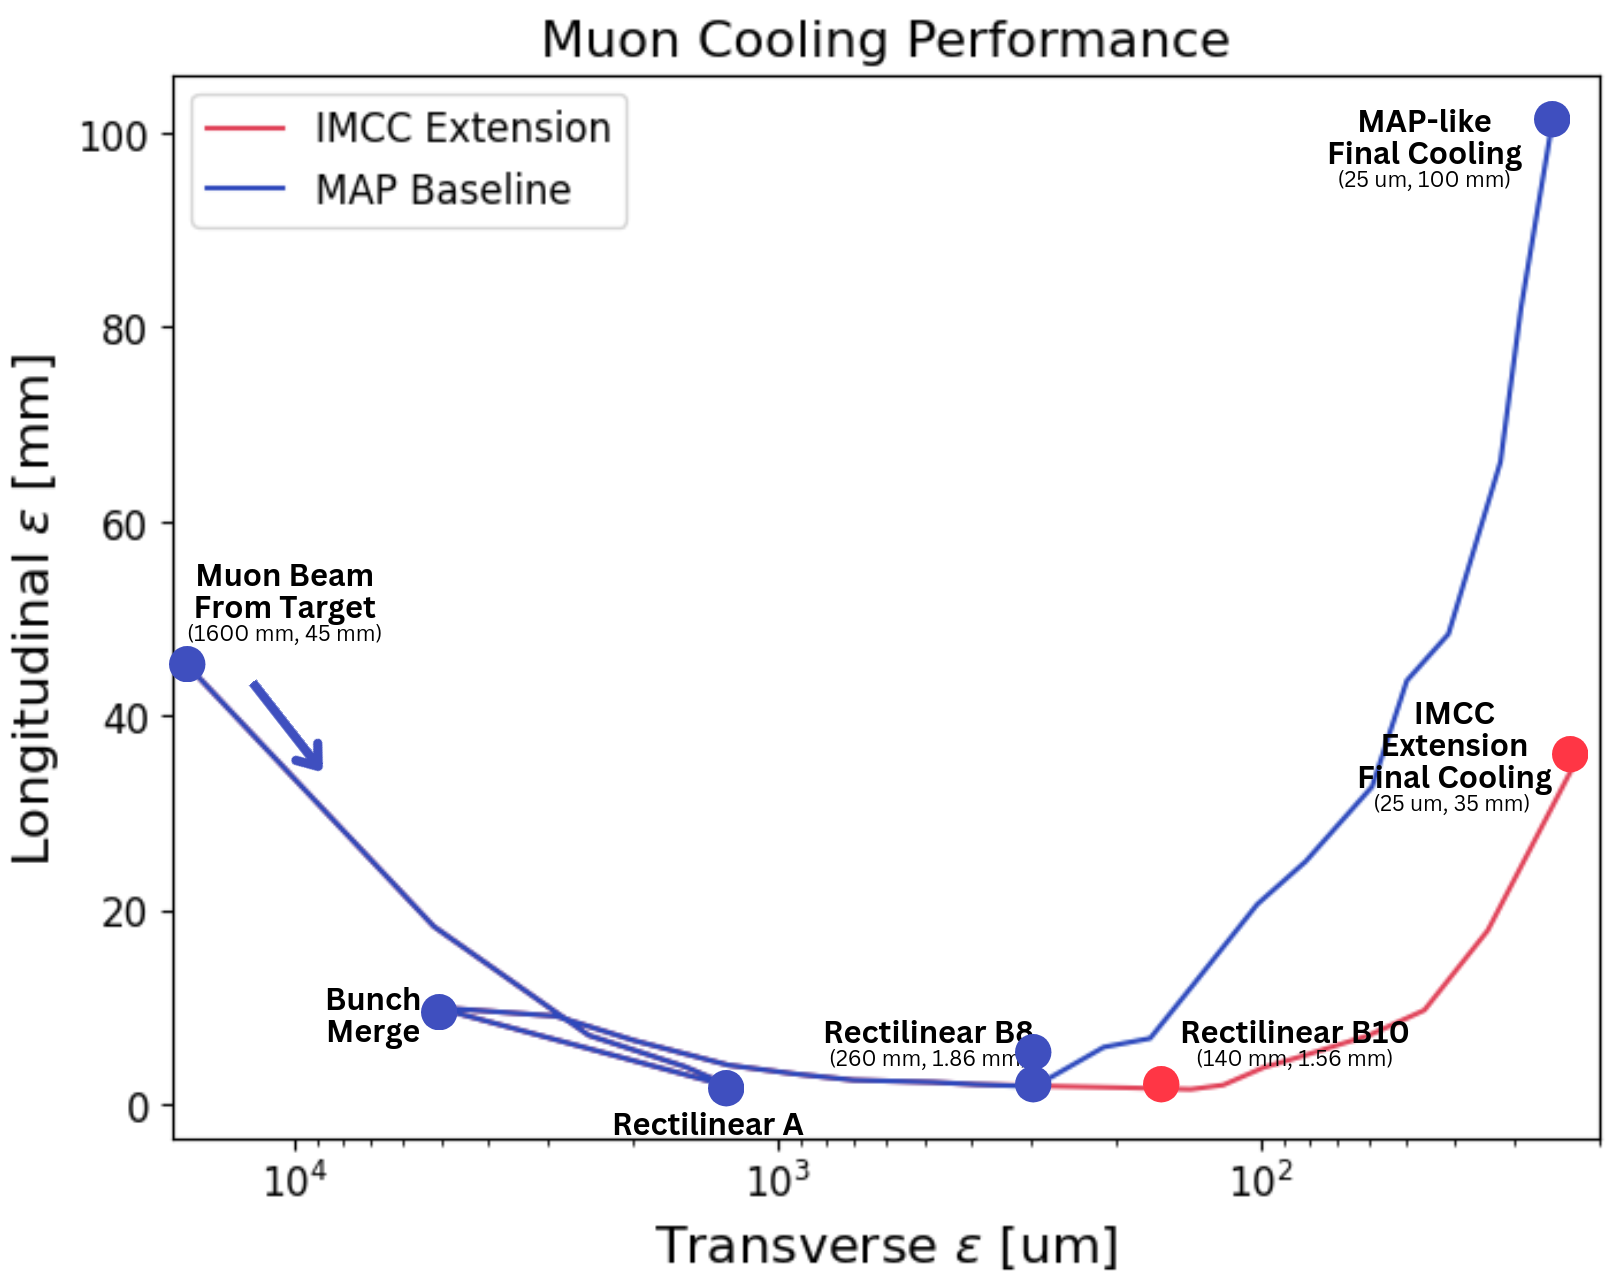 Muon Cooling Performance
IMCC Extension
MAP Baseline
MAP-like
Final Cooling
(25 um, 100 mm)
100
80
60
40
20
0
Longitudinal ε [mm]
Muon Beam
From Target
(1600 mm, 45 mm)
IMCC
Extension
Final Cooling
(25 um, 35 mm)
Bunch
Merge
Rectilinear B8
(260 mm, 1.86 mm
Rectilinear B10
(140 mm, 1.56 mm)
Rectilinear A
10⁴
10³
10²
Transverse ε [um]